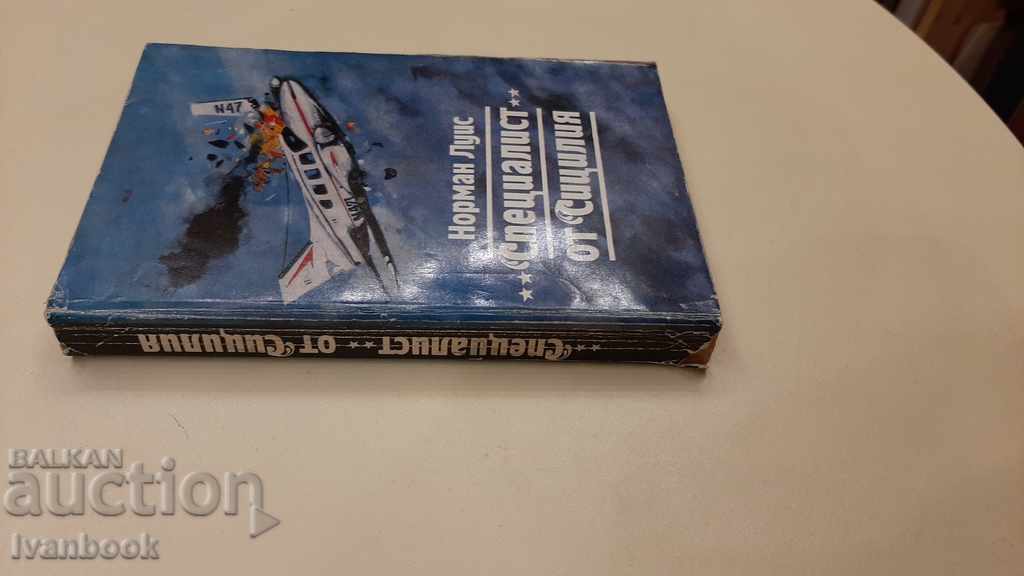 Норман Луис
Специалист
от Сицилия
N47
Специалист от Сицилия
BALKAN
auction
Ivanbook